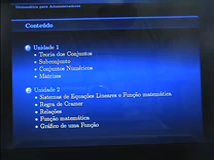 Matemática para Administradores
Conteúdo
Unidade 1
Teoria dos Conjuntos
Subconjunto
Conjuntos Numéricos
Matrizes
Unidade 2
Sistemas de Equações Lineares e Função matemática
Regra de Cramer
Relações
Função matemática
Gráfico de uma Função